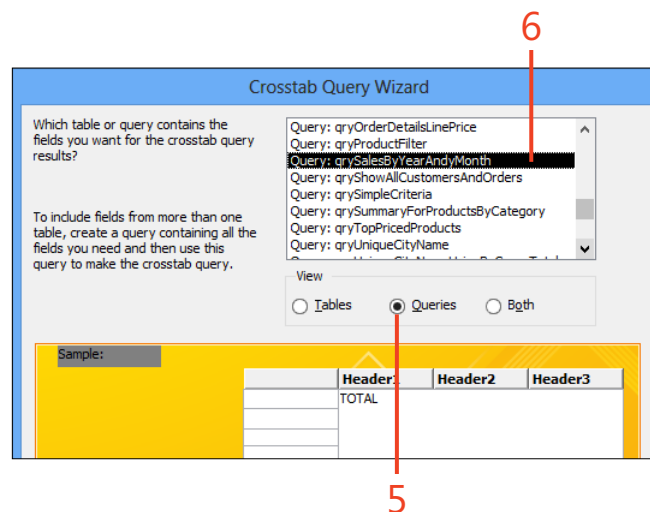 6
Crosstab Query Wizard
Which table or query contains the
fields you want for the crosstab query
results?
To include fields from more than one
table, create a query containing all the
fields you need and then use this
query to make the crosstab query.
Query: qryOrderDetailsLinePrice
Query: qryProductFilter
Query: qrySalesByYearAndyMonth
Query: qryShowAllCustomersAndOrders
Query: qrySimpleCriteria
Query: qrySummaryForProductsByCategory
Query: qryTopPricedProducts
Query: qryUniqueCityName
View
Tables Queries Both
Sample:
Header1 Header2 Header3
TOTAL
5